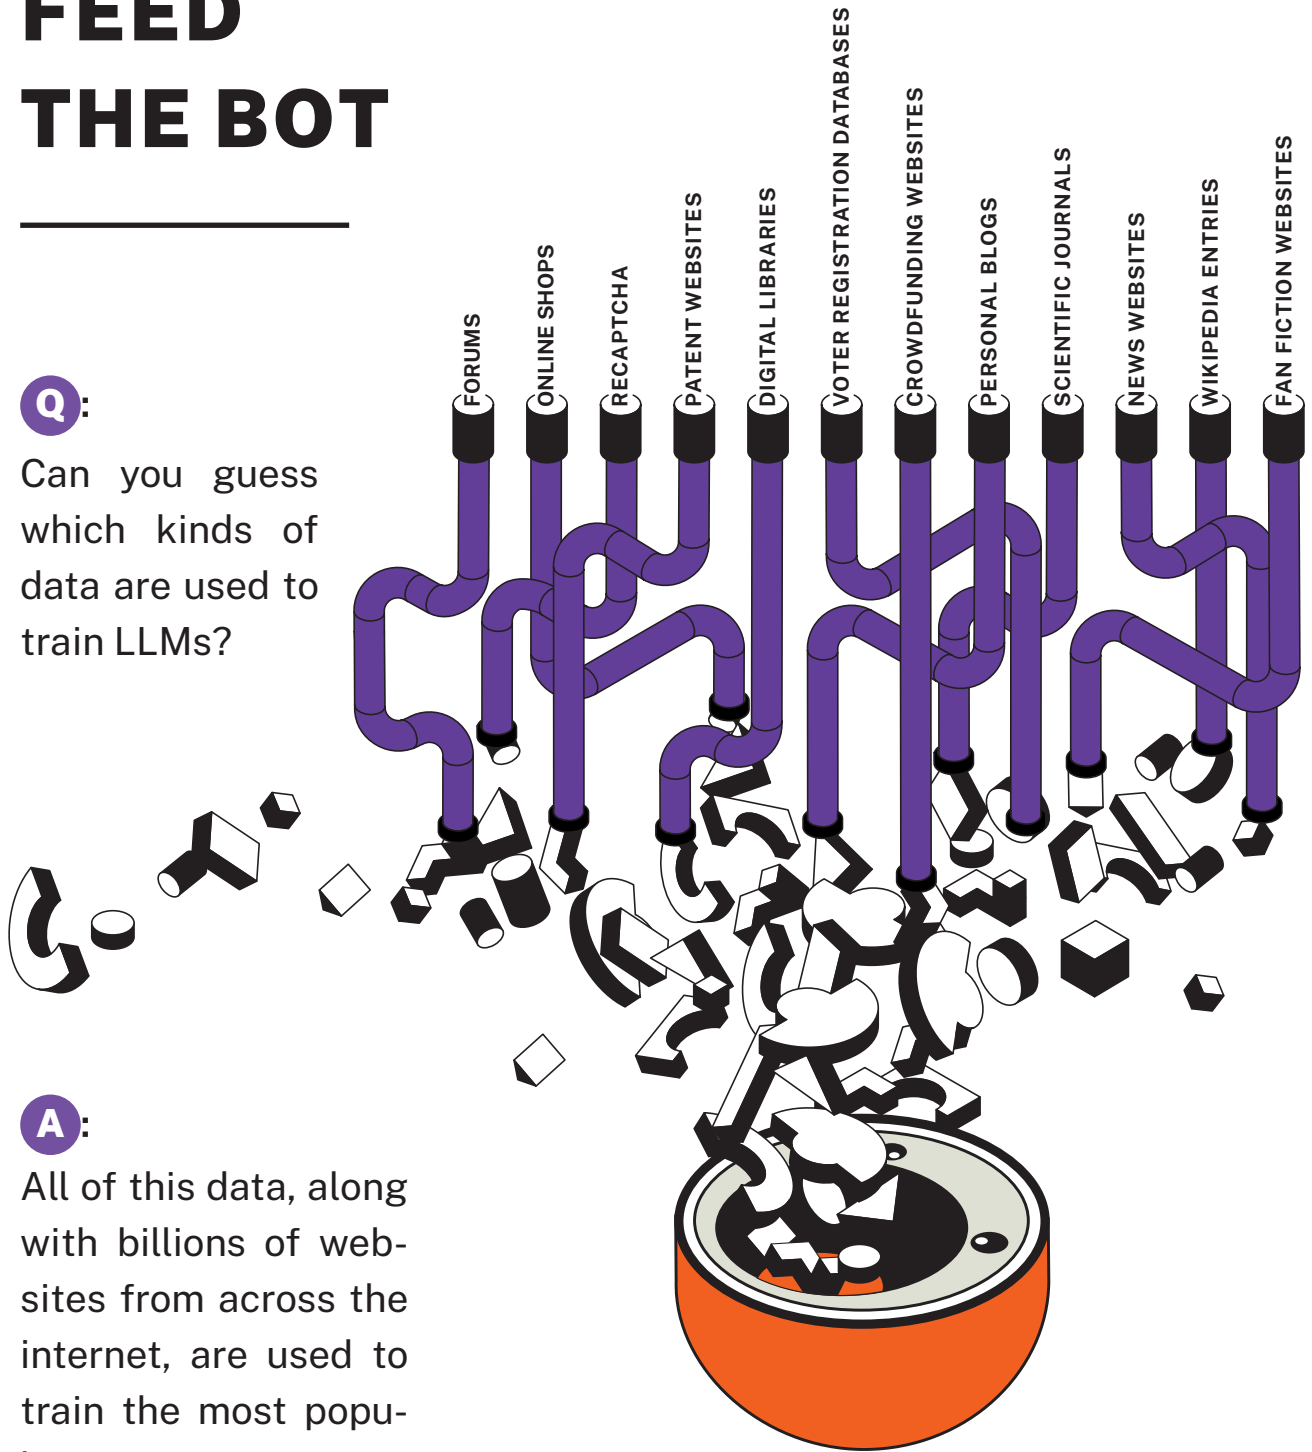 FEED
THE BOT
FORUMS
ONLINE SHOPS
RECAPTCHA
PATENT WEBSITES
DIGITAL LIBRARIES
VOTER REGISTRATION DATABASES
CROWDFUNDING WEBSITES
PERSONAL BLOGS
SCIENTIFIC JOURNALS
NEWS WEBSITES
WIKIPEDIA ENTRIES
FAN FICTION WEBSITES
Q:
Can you guess
which kinds of
data are used to
train LLMs?
A:
All of this data, along
with billions of web-
sites from across the
internet, are used to
train the most popu-